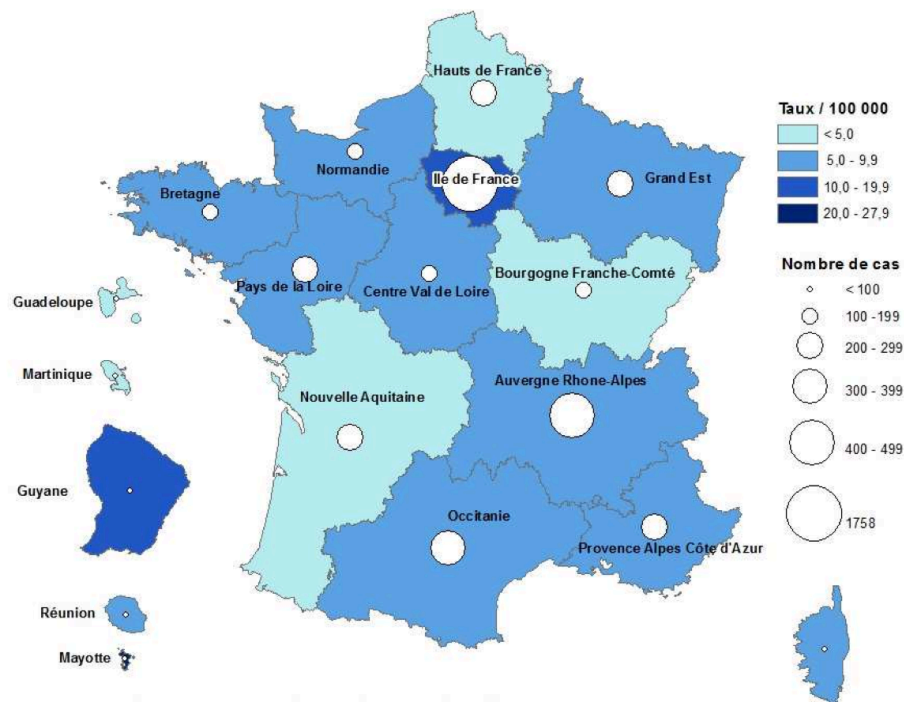 Hauts de France
Taux / 100 000
< 5,0
5,0 - 9,9
10,0 - 19,9
20,0 - 27,9
Normandie
Ile de France
Grand Est
Bretagne
Pays de la Loire
Centre Val de Loire
Bourgogne Franche-Comté
Nombre de cas
< 100
100 - 199
200 - 299
300 - 399
400 - 499
1758
Guadeloupe
Martinique
Nouvelle Aquitaine
Auvergne Rhone-Alpes
Guyane
Occitanie
Provence Alpes Côte d'Azur
Réunion
Mayotte